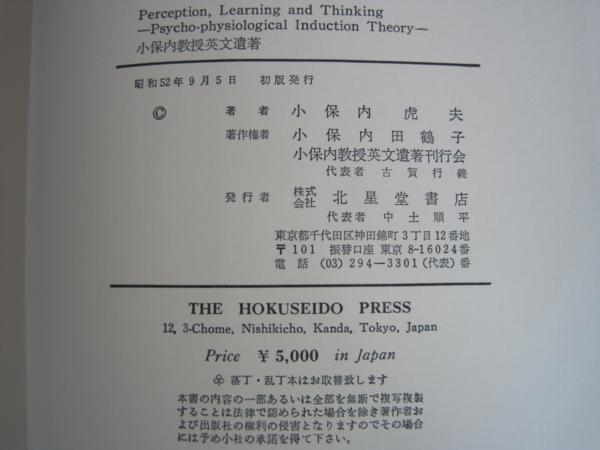 Perception, Learning and Thinking
—Psycho-physiological Induction Theory—
小保内教授英文遺著
昭和52年9月5日 初版発行
© 著者 小保内虎夫
著作権者 小保内田鶴子
小保内教授英文遺著刊行会
代表者 古賀行義
発行者 株式会社 北星堂書店
代表者 中土順平
東京都千代田区神田錦町3丁目12番地
〒101 振替口座 東京 8-16024番
電話 (03) 294—3301(代表)番
THE HOKUSEIDO PRESS
12, 3-Chome, Nishikicho, Kanda, Tokyo, Japan
Price ¥ 5,000 in Japan
落丁・乱丁本はお取替致します
本書の内容の一部あるいは全部を無断で複写複製
することは法律で認められた場合を除き著作者お
よび出版社の権利の侵害となりますのでその場合
には予め小社の承諾を得て下さい。